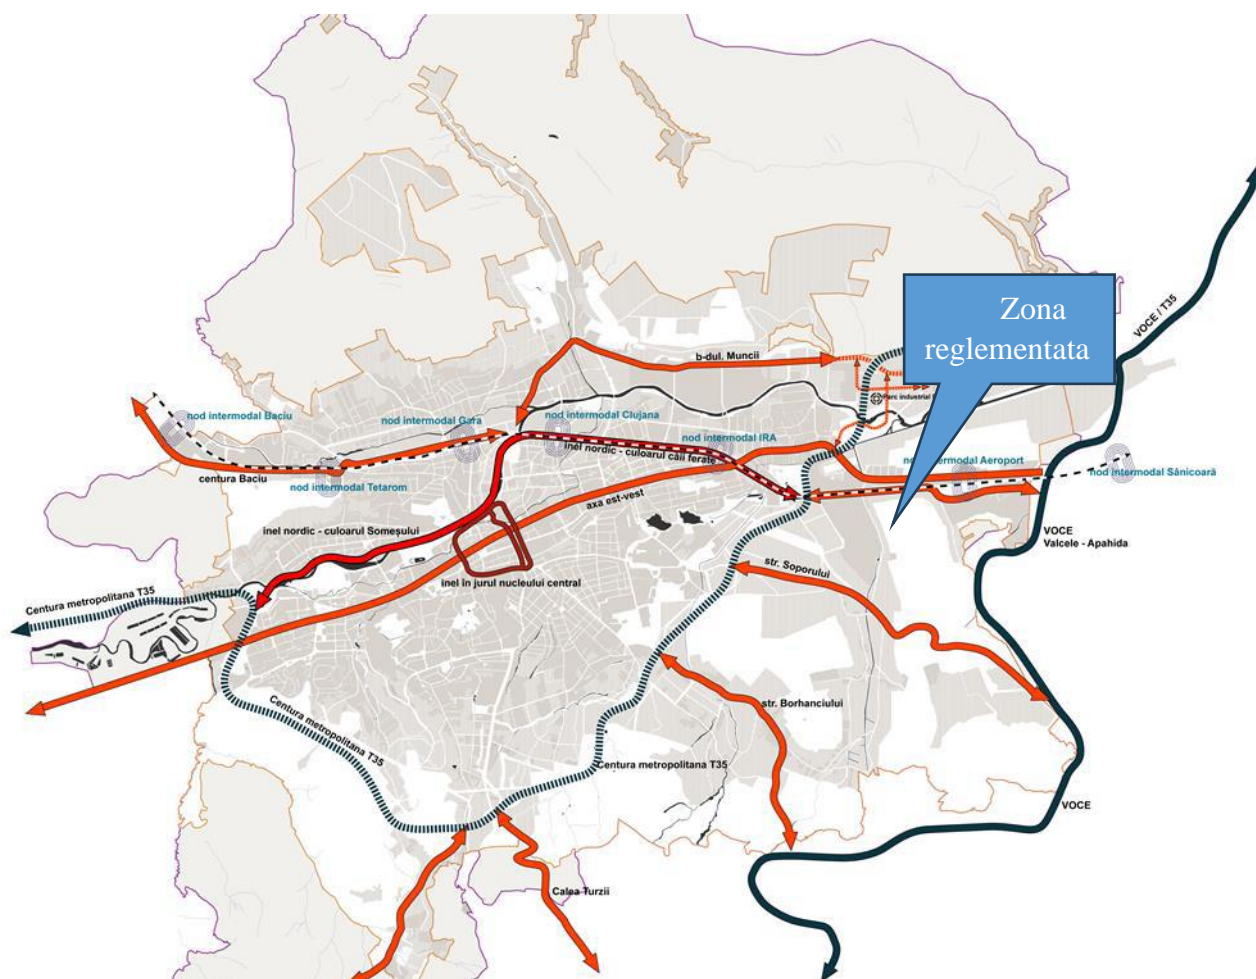 Zona
reglementata
VOCE / T35
b-dul. Muncii
Parc industrial
nod intermodal Baciu
nod intermodal Gara
nod intermodal Clujana
nod intermodal IRA
inel nordic - culoarul căii ferate
nod intermodal Aeroport
nod intermodal Sânicoară
centura Baciu
nod intermodal Tetarom
axa est-vest
inel nordic - culoarul Someșului
VOCE
Valcele - Apahida
str. Soporului
inel în jurul nucleului central
Centura metropolitana T35
str. Borhanciului
Centura metropolitana T35
Centura metropolitana T35
VOCE
Calea Turzii